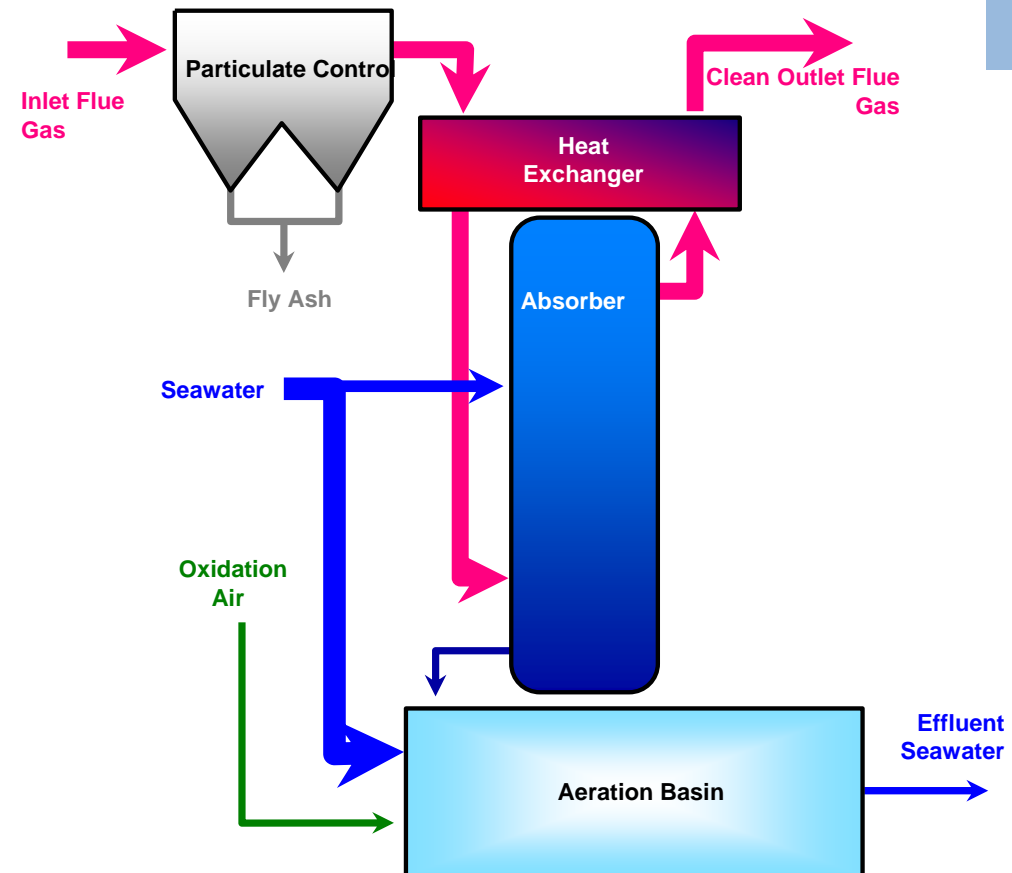 Particulate Control
Inlet Flue
Gas
Clean Outlet Flue
Gas
Heat
Exchanger
Fly Ash
Absorber
Seawater
Oxidation
Air
Effluent
Seawater
Aeration Basin